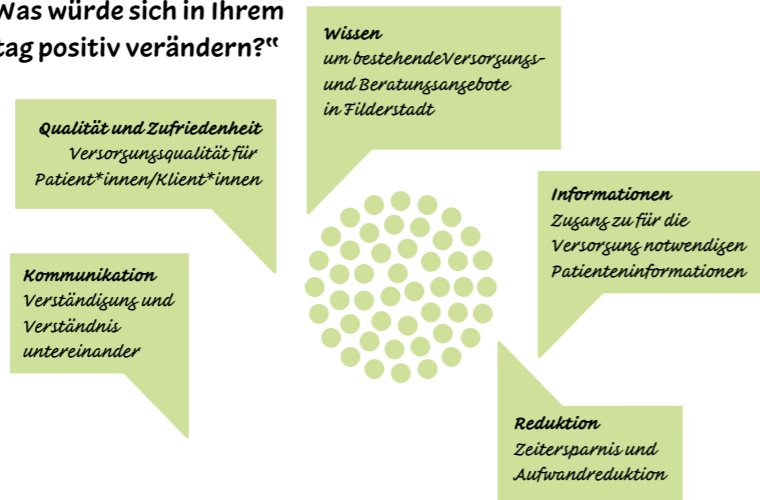 Was würde sich in Ihrem
tag positiv verändern?“
Wissen
um bestehendeVersorgungs-
und Beratungsangebote
in Filderstadt
Qualität und Zufriedenheit
Versorgungsqualität für
Patient*innen/Klient*innen
Informationen
Zugang zu für die
Versorgung notwendigen
Patienteninformationen
Kommunikation
Verständigung und
Verständnis
untereinander
Reduktion
Zeitersparnis und
Aufwandreduktion